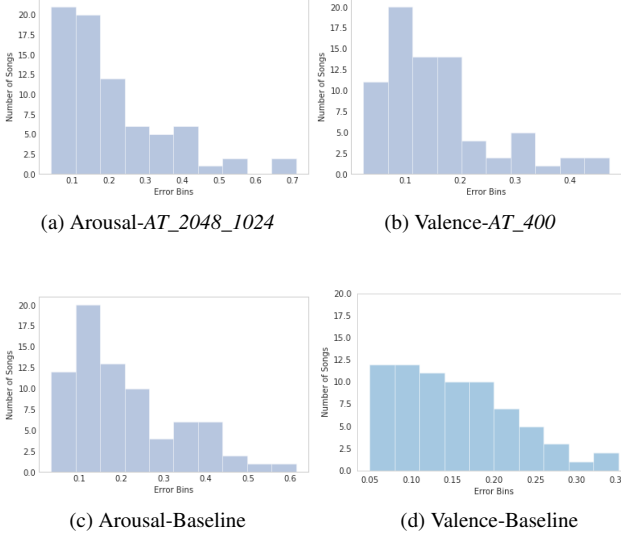 20.0
17.5
15.0
12.5
10.0
7.5
5.0
2.5
0.0
Number of Songs
0.1 0.2 0.3 0.4 0.5 0.6 0.7
Error Bins
(a) Arousal-AT_2048_1024
20.0
17.5
15.0
12.5
10.0
7.5
5.0
2.5
0.0
Number of Songs
0.1 0.2 0.3 0.4
Error Bins
(b) Valence-AT_400
20.0
17.5
15.0
12.5
10.0
7.5
5.0
2.5
0.0
Number of Songs
0.1 0.2 0.3 0.4 0.5 0.6
Error Bins
(c) Arousal-Baseline
20.0
17.5
15.0
12.5
10.0
7.5
5.0
2.5
0.0
Number of Songs
0.05 0.10 0.15 0.20 0.25 0.30 0.3
Error Bins
(d) Valence-Baseline